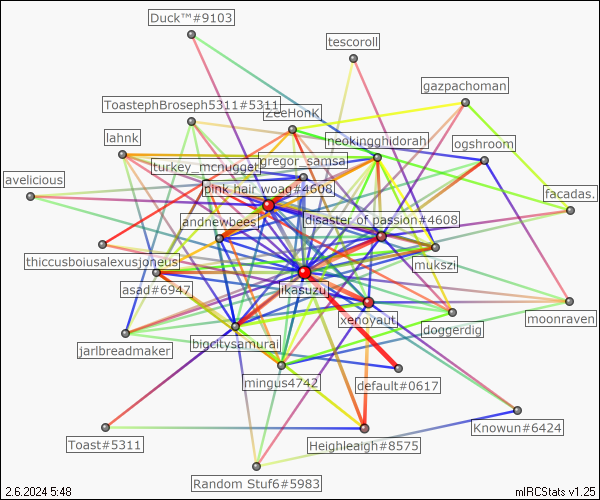 Duck™#9103
tescoroll
gazpachoman
ToastephBroseph5311#5311
ZeeHonK
lahnk
neokingghidorah
ogshroom
turkey_mcnugget
gregor_samsa
avelicious
pink hair woag#4608
facadas.
andnewbees
disaster of passion#4608
thiccusboiusalexusjoneus
mukszi
asad#6947
jikasuzu
moonraven
xenovaut
doggerdig
jarlbreadmaker
bigcitysamurai
mingus4742
default#0617
Toast#5311
Heighleaigh#8575
Knowun#6424
Random Stuf6#5983
2.6.2024 5:48
mIRCStats v1.25